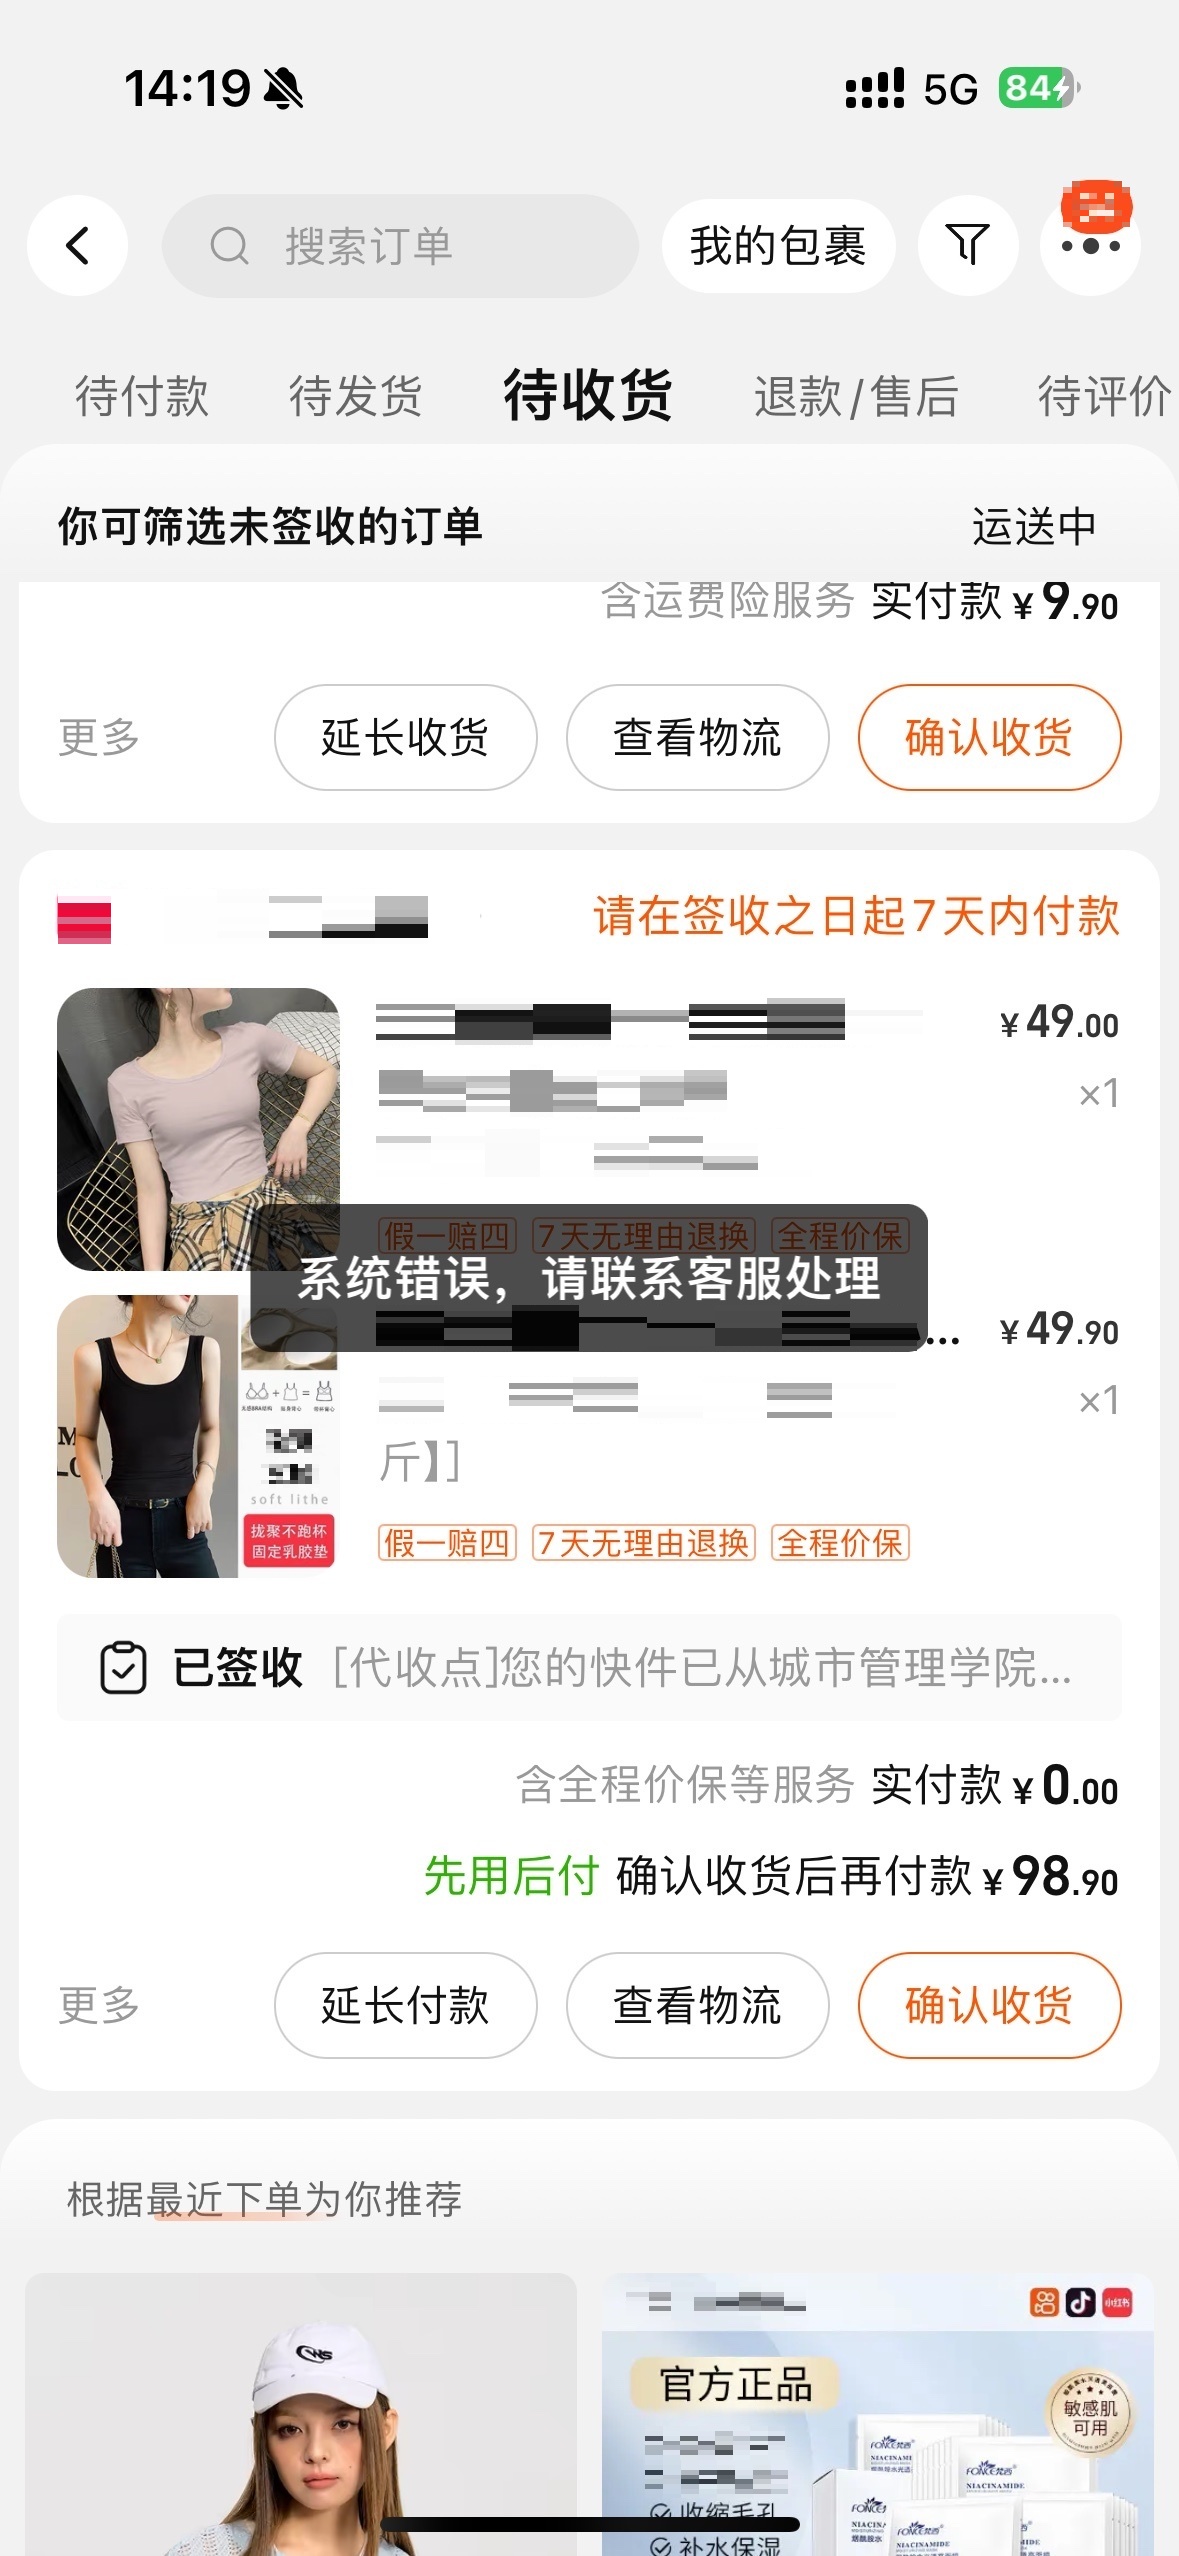 14:19
5G
84
搜索订单
我的包裹
待付款 待发货 待收货 退款/售后 待评价
你可筛选未签收的订单 运送中
含运费险服务 实付款 ¥9.90
更多 延长收货 查看物流 确认收货
请在签收之日起7天内付款
¥49.00
×1
假一赔四 7天无理由退换 全程价保
系统错误，请联系客服处理
... ¥49.90
×1
斤】]
soft lithe
拢聚不跑杯
固定乳胶垫
假一赔四 7天无理由退换 全程价保
已签收 [代收点]您的快件已从城市管理学院...
含全程价保等服务 实付款 ¥0.00
先用后付 确认收货后再付款 ¥98.90
更多 延长付款 查看物流 确认收货
根据最近下单为你推荐
小红书
官方正品
敏感肌
可用
FONCE梵西
NIACINAMIDE
收缩毛孔
补水保湿